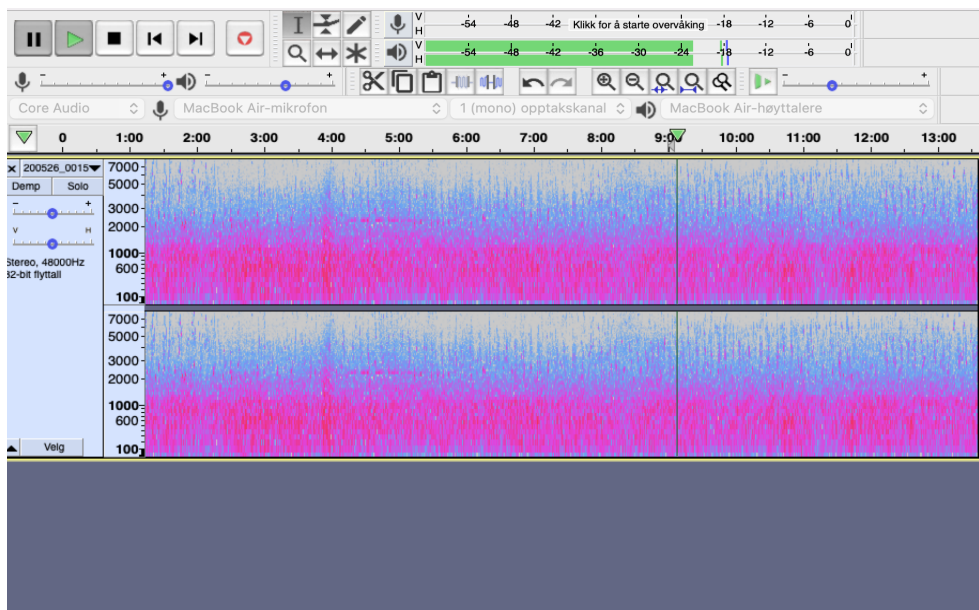 V H -54 -48 -42 Klikk for å starte overvåking -18 -12 -6 0
V H -54 -48 -42 -36 -30 -24 -18 -12 -6 0
- + - + - +
Core Audio MacBook Air-mikrofon 1 (mono) opptakskanal MacBook Air-høyttalere
0 1:00 2:00 3:00 4:00 5:00 6:00 7:00 8:00 9:00 10:00 11:00 12:00 13:00
× 200526_0015 7000
Demp Solo 5000
- + 3000
2000
V H
1000
Stereo, 48000Hz 600
32-bit flyttall
100
7000
5000
3000
2000
1000
600
Velg 100